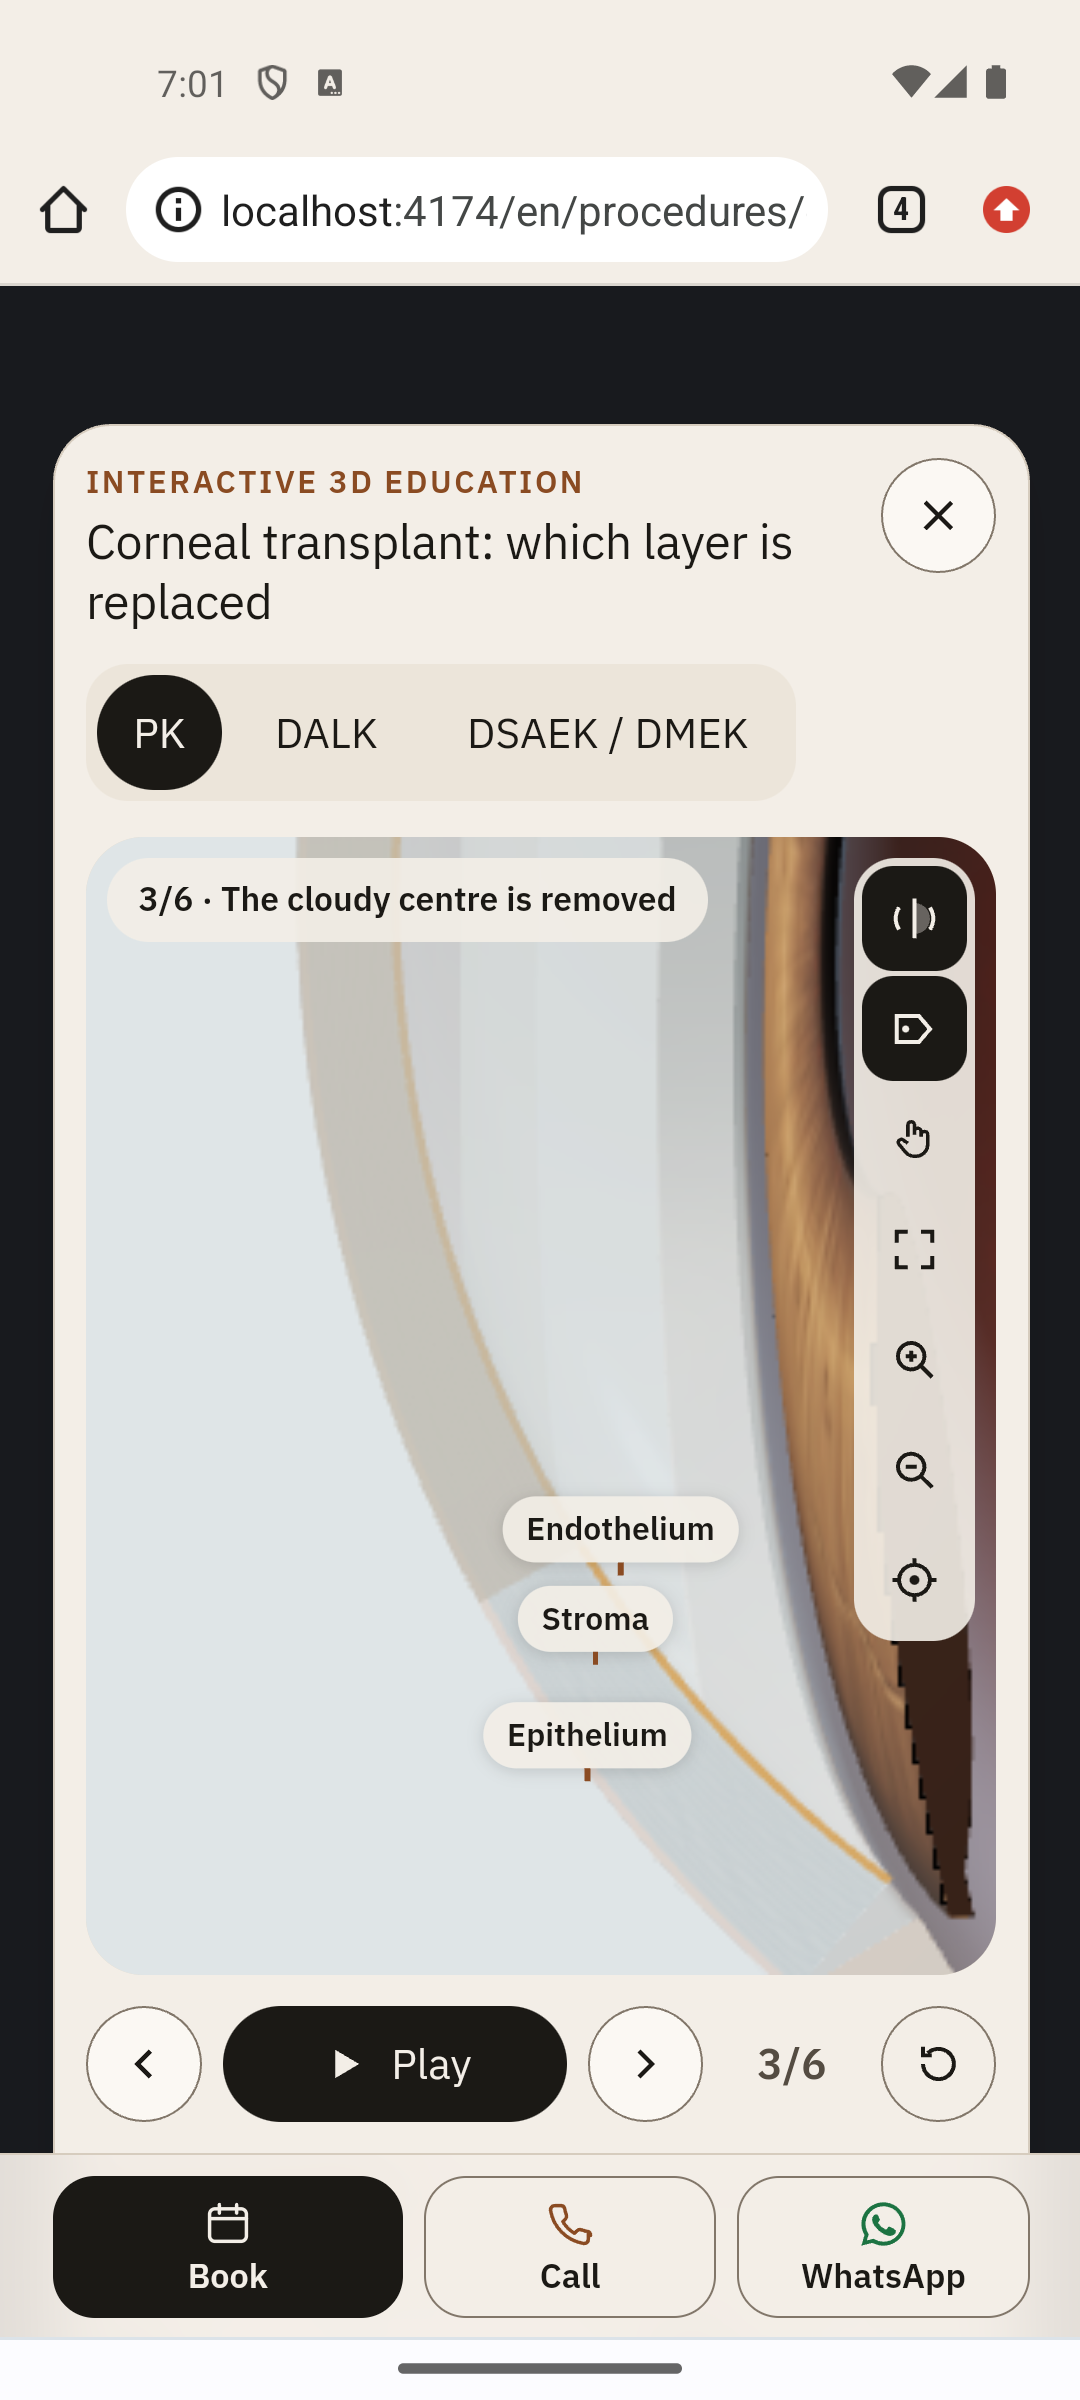 7:01
localhost:4174/en/procedures/
4
INTERACTIVE 3D EDUCATION
Corneal transplant: which layer is
replaced
PK
DALK
DSAEK / DMEK
3/6 · The cloudy centre is removed
Endothelium
Stroma
Epithelium
Play
3/6
Book
Call
WhatsApp